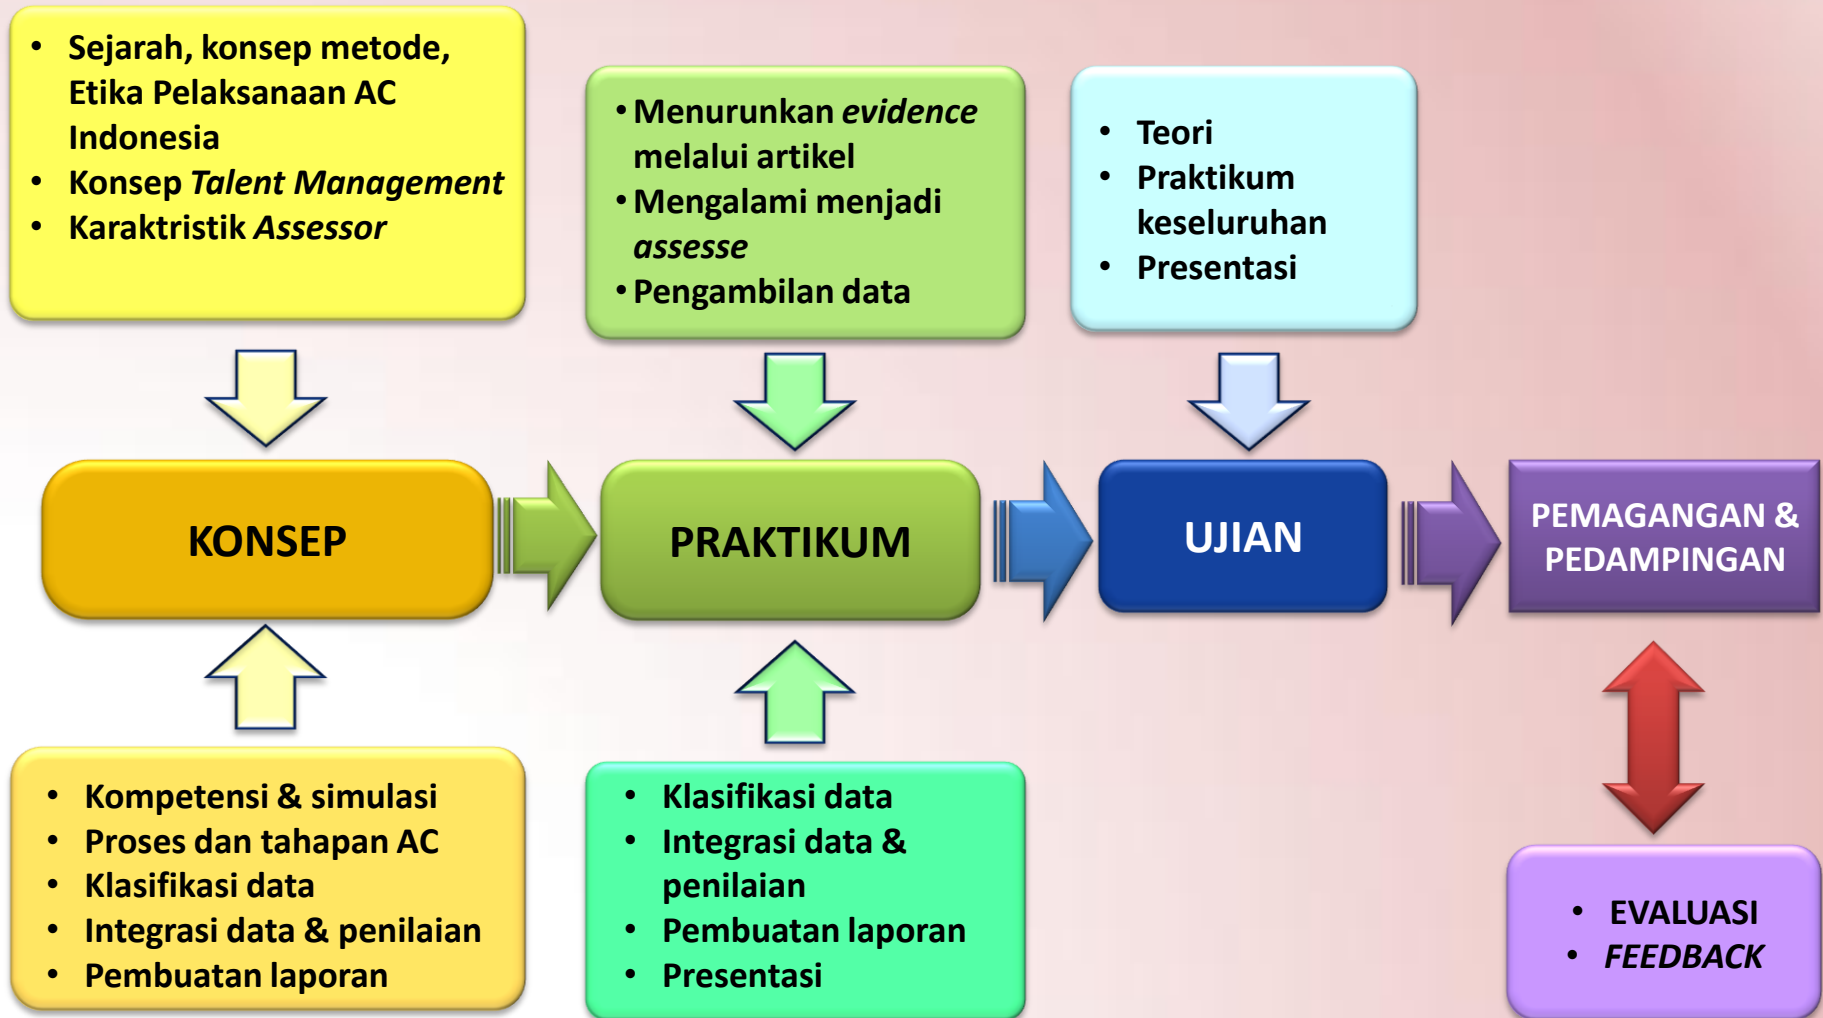 • Sejarah, konsep metode,
Etika Pelaksanaan AC
Indonesia
• Konsep Talent Management
• Karaktristik Assessor
• Menurunkan evidence
melalui artikel
• Mengalami menjadi
assesse
• Pengambilan data
• Teori
• Praktikum
keseluruhan
• Presentasi
KONSEP
PRAKTIKUM
UJIAN
PEMAGANGAN &
PEDAMPINGAN
• Kompetensi & simulasi
• Proses dan tahapan AC
• Klasifikasi data
• Integrasi data & penilaian
• Pembuatan laporan
• Klasifikasi data
• Integrasi data &
penilaian
• Pembuatan laporan
• Presentasi
• EVALUASI
• FEEDBACK